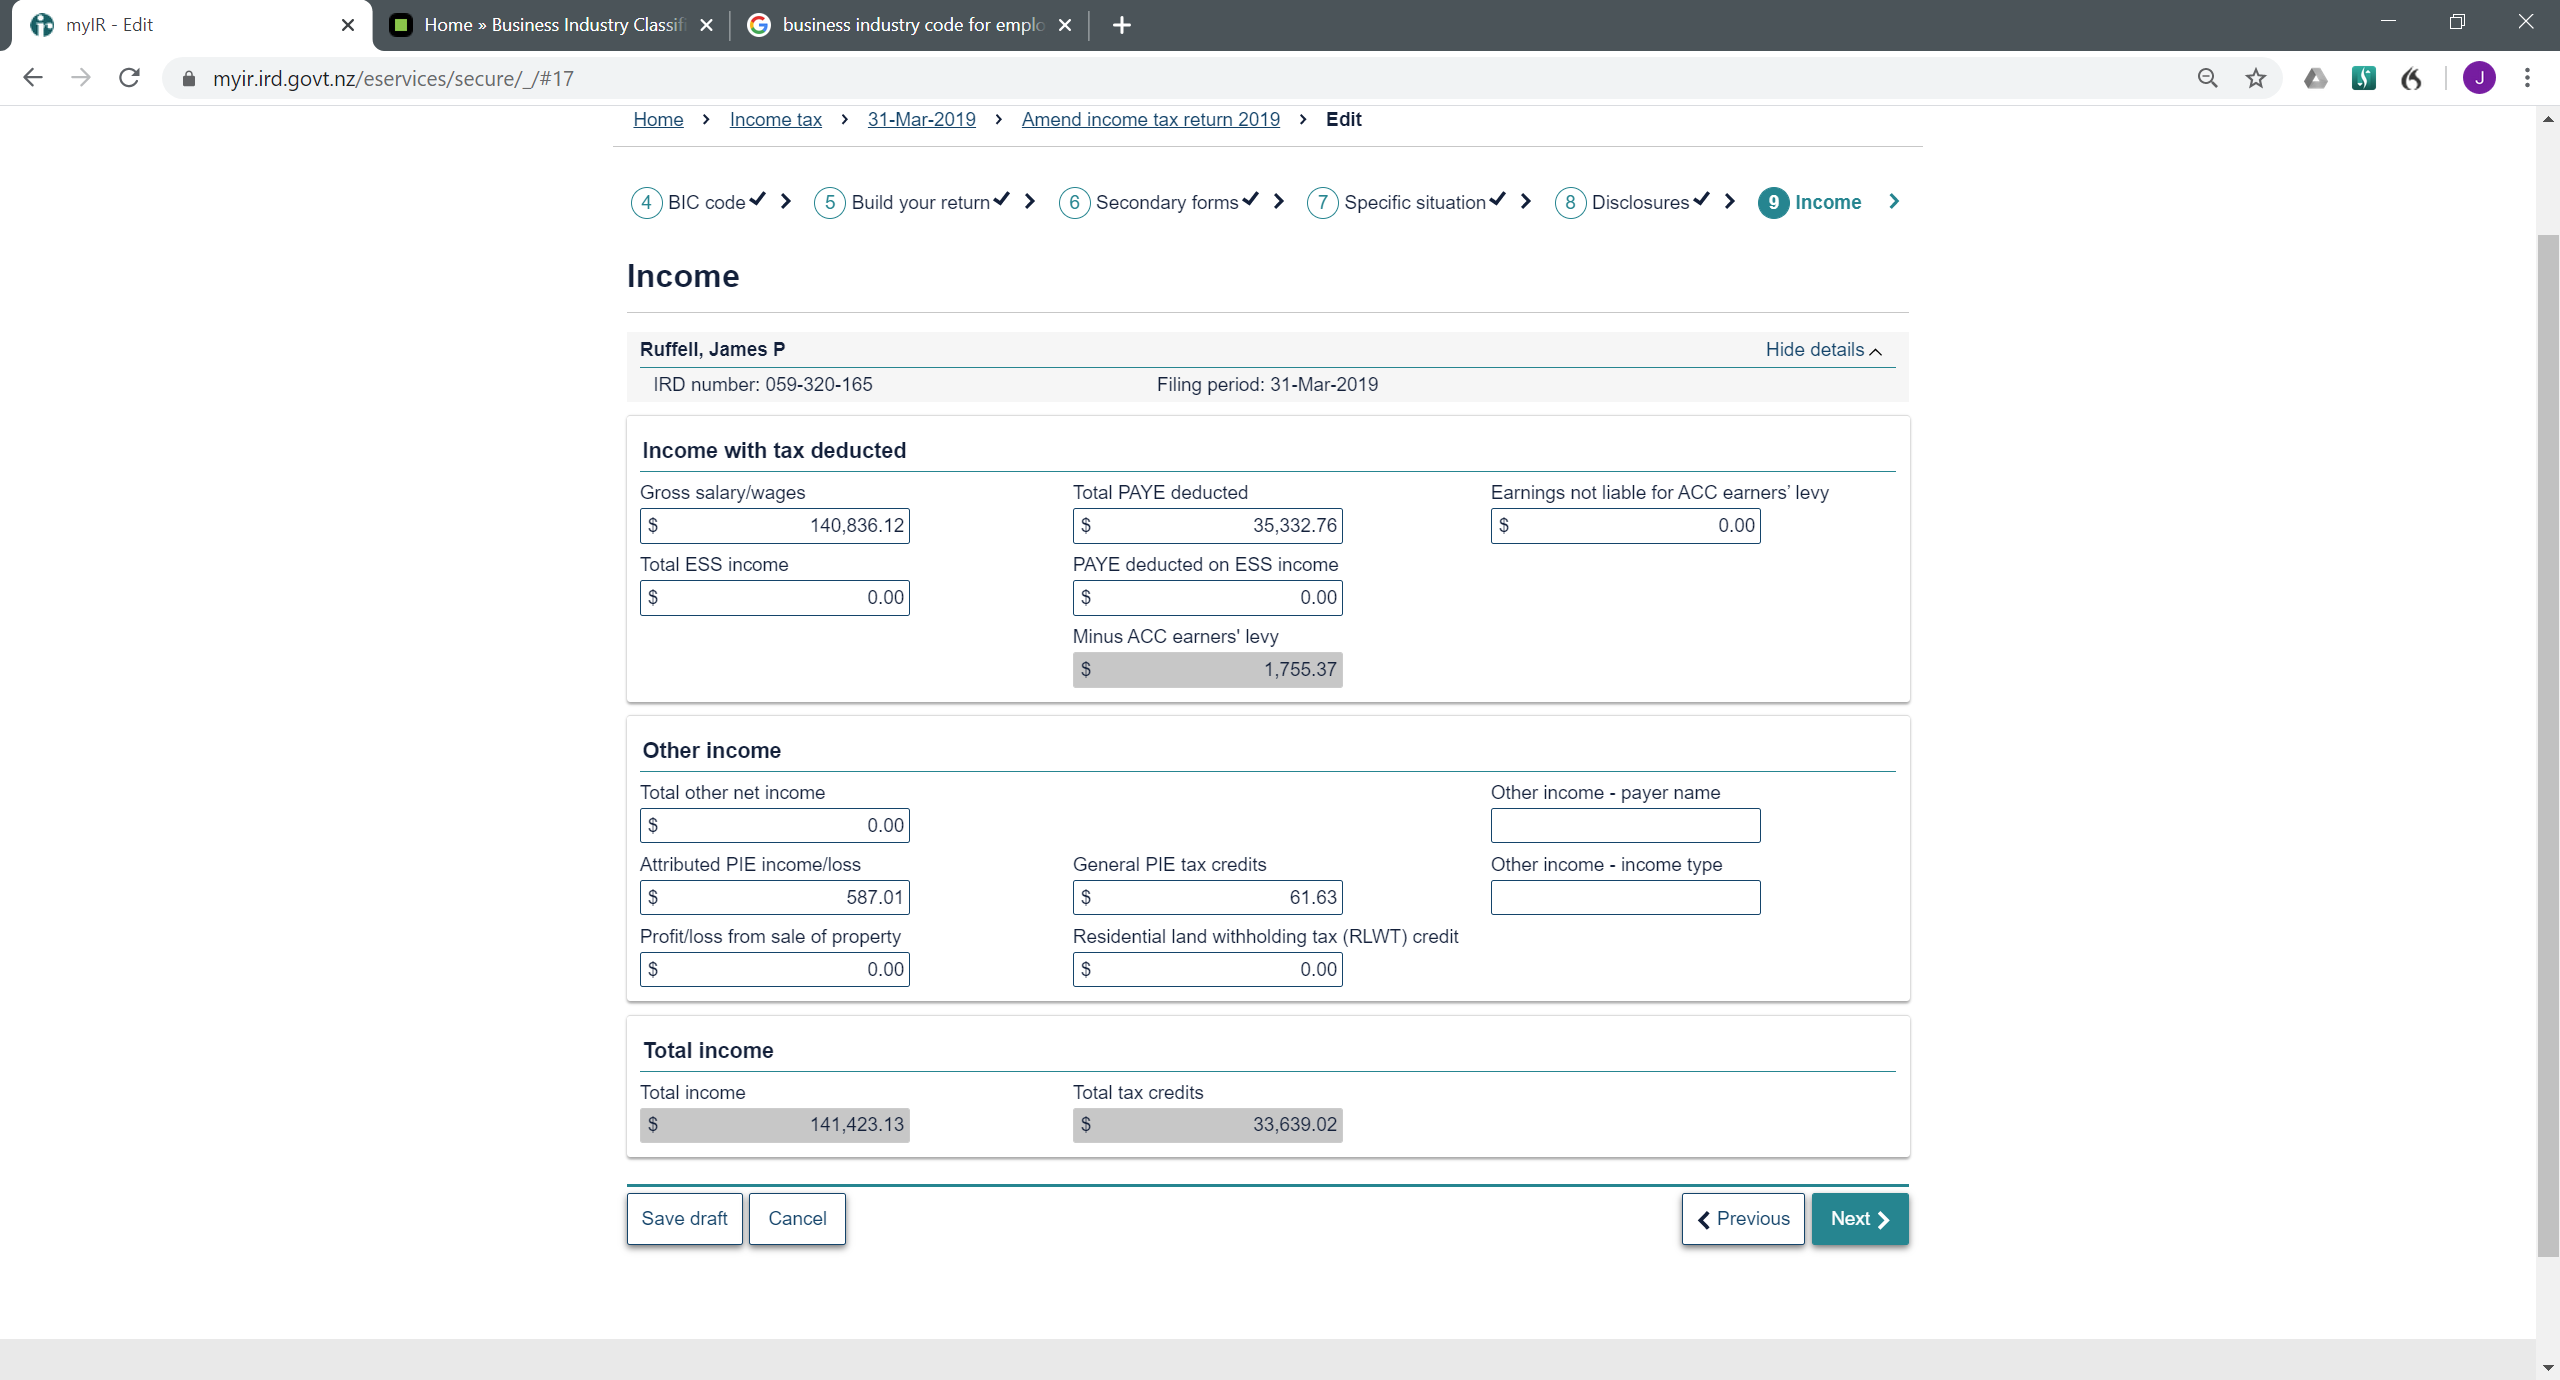 myIR - Edit
Home » Business Industry Classifi
business industry code for emplo
myir.ird.govt.nz/eservices/secure/_/#17
J
Home > Income tax > 31-Mar-2019 > Amend income tax return 2019 > Edit
4 BIC code 5 Build your return 6 Secondary forms 7 Specific situation 8 Disclosures 9 Income
Income
Ruffell, James P
Hide details
IRD number: 059-320-165
Filing period: 31-Mar-2019
Income with tax deducted
Gross salary/wages
Total PAYE deducted
Earnings not liable for ACC earners' levy
$ 140,836.12
$ 35,332.76
$ 0.00
Total ESS income
PAYE deducted on ESS income
$ 0.00
$ 0.00
Minus ACC earners' levy
$ 1,755.37
Other income
Total other net income
Other income - payer name
$ 0.00
Attributed PIE income/loss
General PIE tax credits
Other income - income type
$ 587.01
$ 61.63
Profit/loss from sale of property
Residential land withholding tax (RLWT) credit
$ 0.00
$ 0.00
Total income
Total income
Total tax credits
$ 141,423.13
$ 33,639.02
Save draft
Cancel
Previous
Next